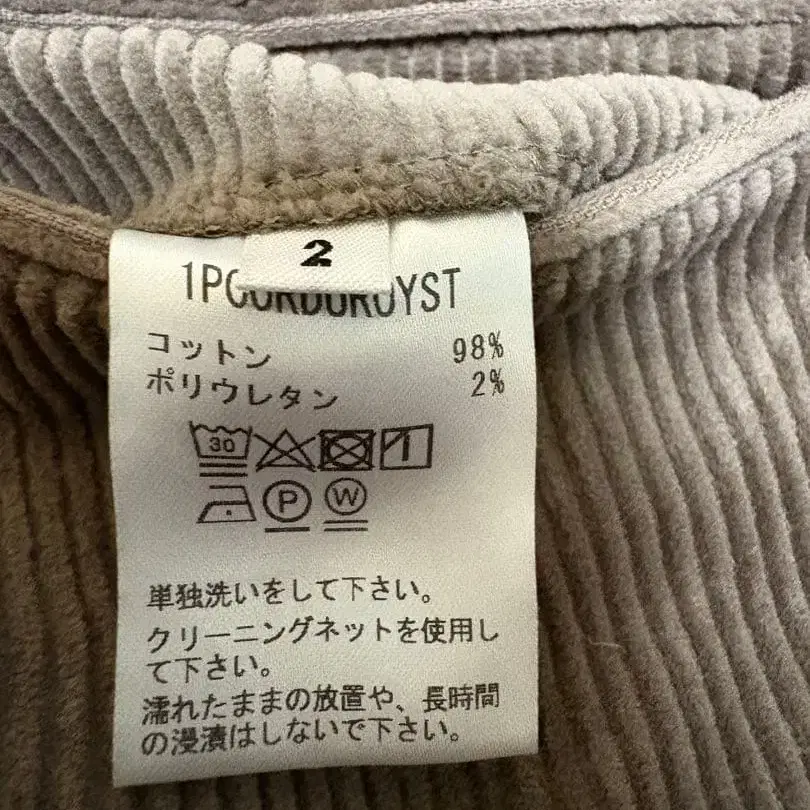 2
コットン 98%
ポリウレタン 2%
30
P
W
単独洗いをして下さい。
クリーニングネットを使用し
て下さい。
濡れたままの放置や、長時間
の浸漬はしないで下さい。